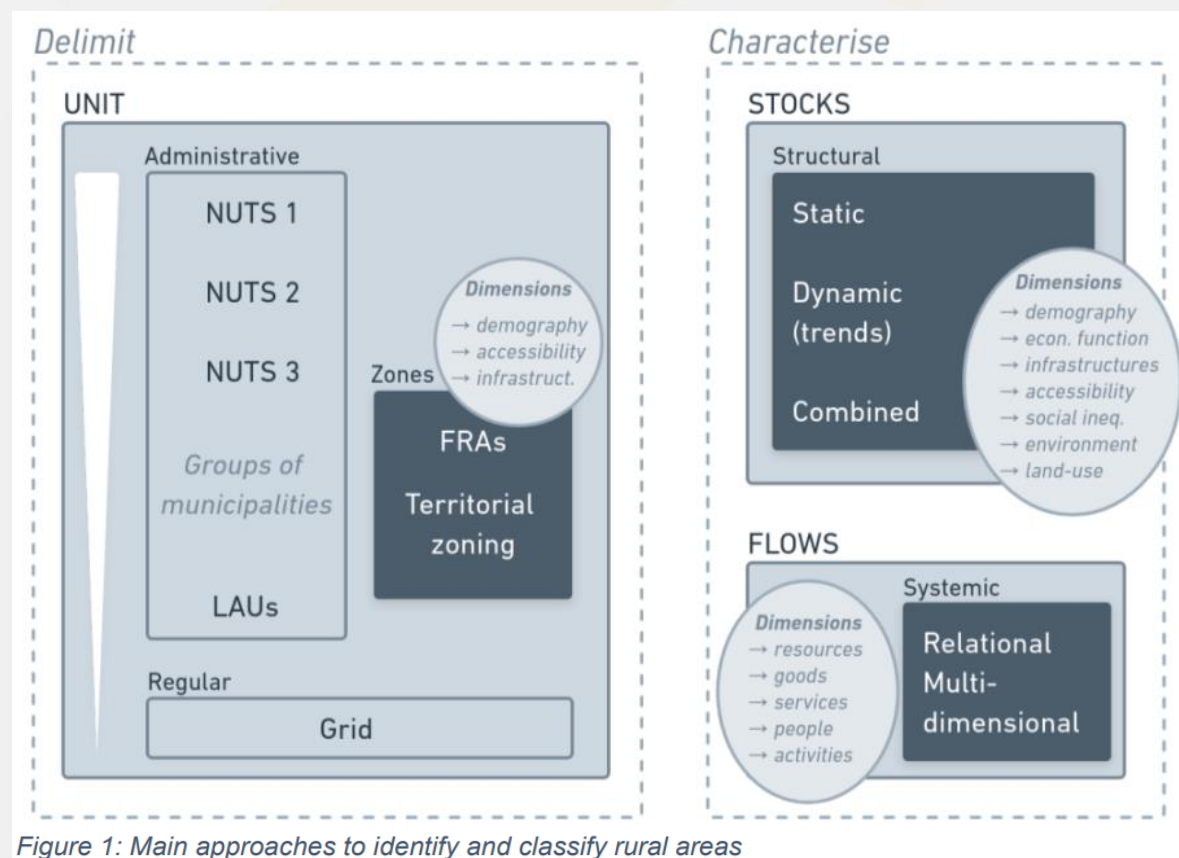 Delimit
UNIT
Administrative
NUTS 1
NUTS 2
NUTS 3
Groups of
municipalities
LAUs
Zones
Dimensions
→ demography
→ accessibility
→ infrastruct.
FRAs
Territorial
zoning
Regular
Grid
Characterise
STOCKS
Structural
Static
Dynamic
(trends)
Combined
Dimensions
→ demography
→ econ. function
→ infrastructures
→ accessibility
→ social ineq.
→ environment
→ land-use
FLOWS
Dimensions
→ resources
→ goods
→ services
→ people
→ activities
Systemic
Relational
Multi-
dimensional
Figure 1: Main approaches to identify and classify rural areas